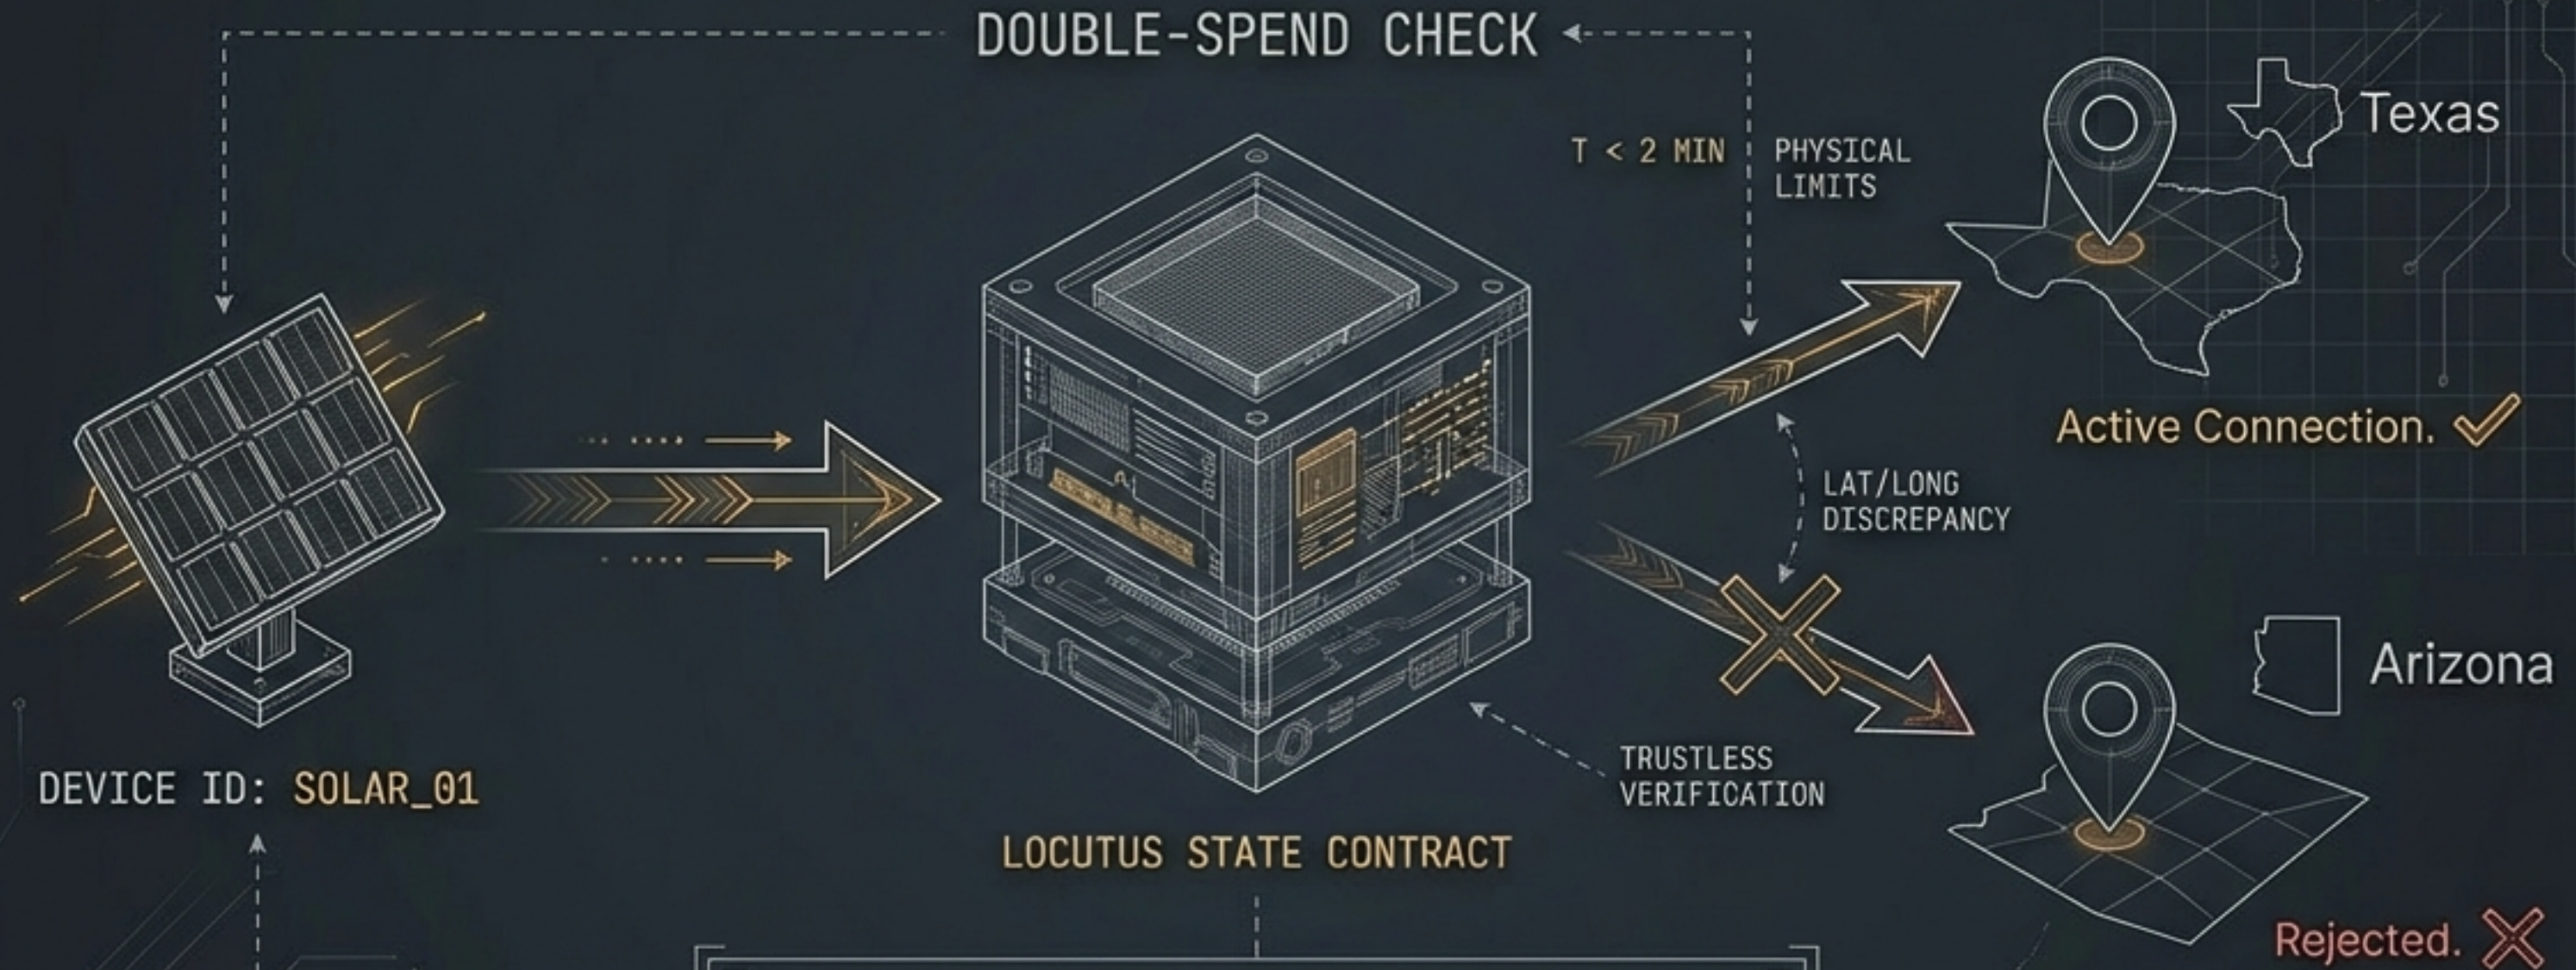 DOUBLE-SPEND CHECK
T < 2 MIN
PHYSICAL
LIMITS
Texas
Active Connection.
LAT/LONG
DISCREPANCY
Arizona
TRUSTLESS
VERIFICATION
DEVICE ID: SOLAR_01
LOCUTUS STATE CONTRACT
Rejected.